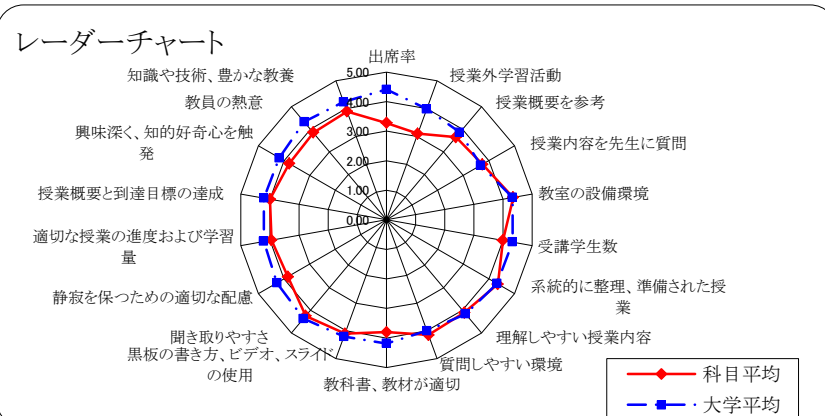 レーダーチャート
出席率
授業外学習活動
授業概要を参考
授業内容を先生に質問
教室の設備環境
受講学生数
系統的に整理、準備された授
業
理解しやすい授業内容
質問しやすい環境
教科書、教材が適切
黒板の書き方、ビデオ、スライド
の使用
聞き取りやすさ
静寂を保つための適切な配慮
適切な授業の進度および学習
量
授業概要と到達目標の達成
興味深く、知的好奇心を触
発
教員の熱意
知識や技術、豊かな教養
5.00
4.00
3.00
2.00
1.00
0.00
科目平均
大学平均